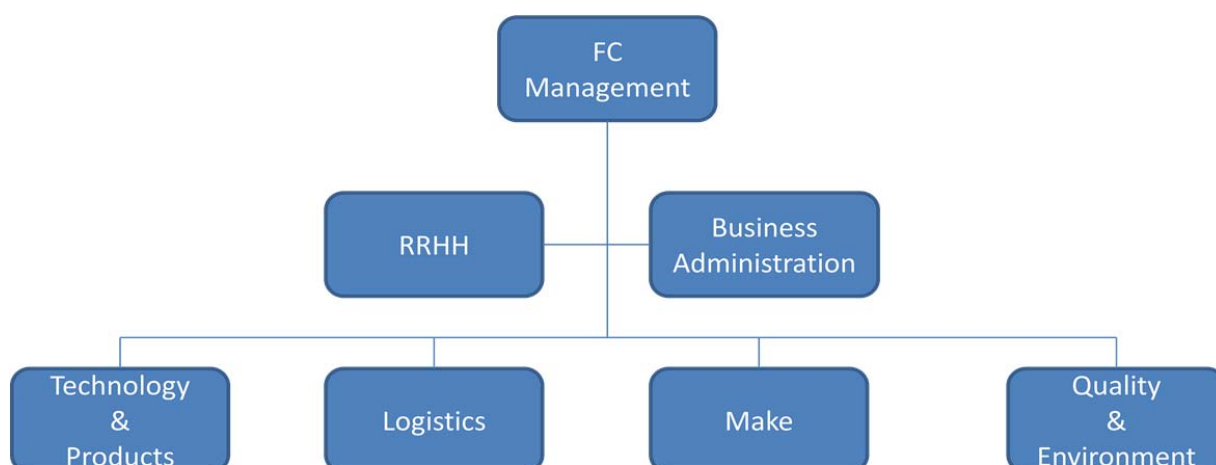 FC
Management
RRHH
Business
Administration
Technology
&
Products
Logistics
Make
Quality
&
Environment